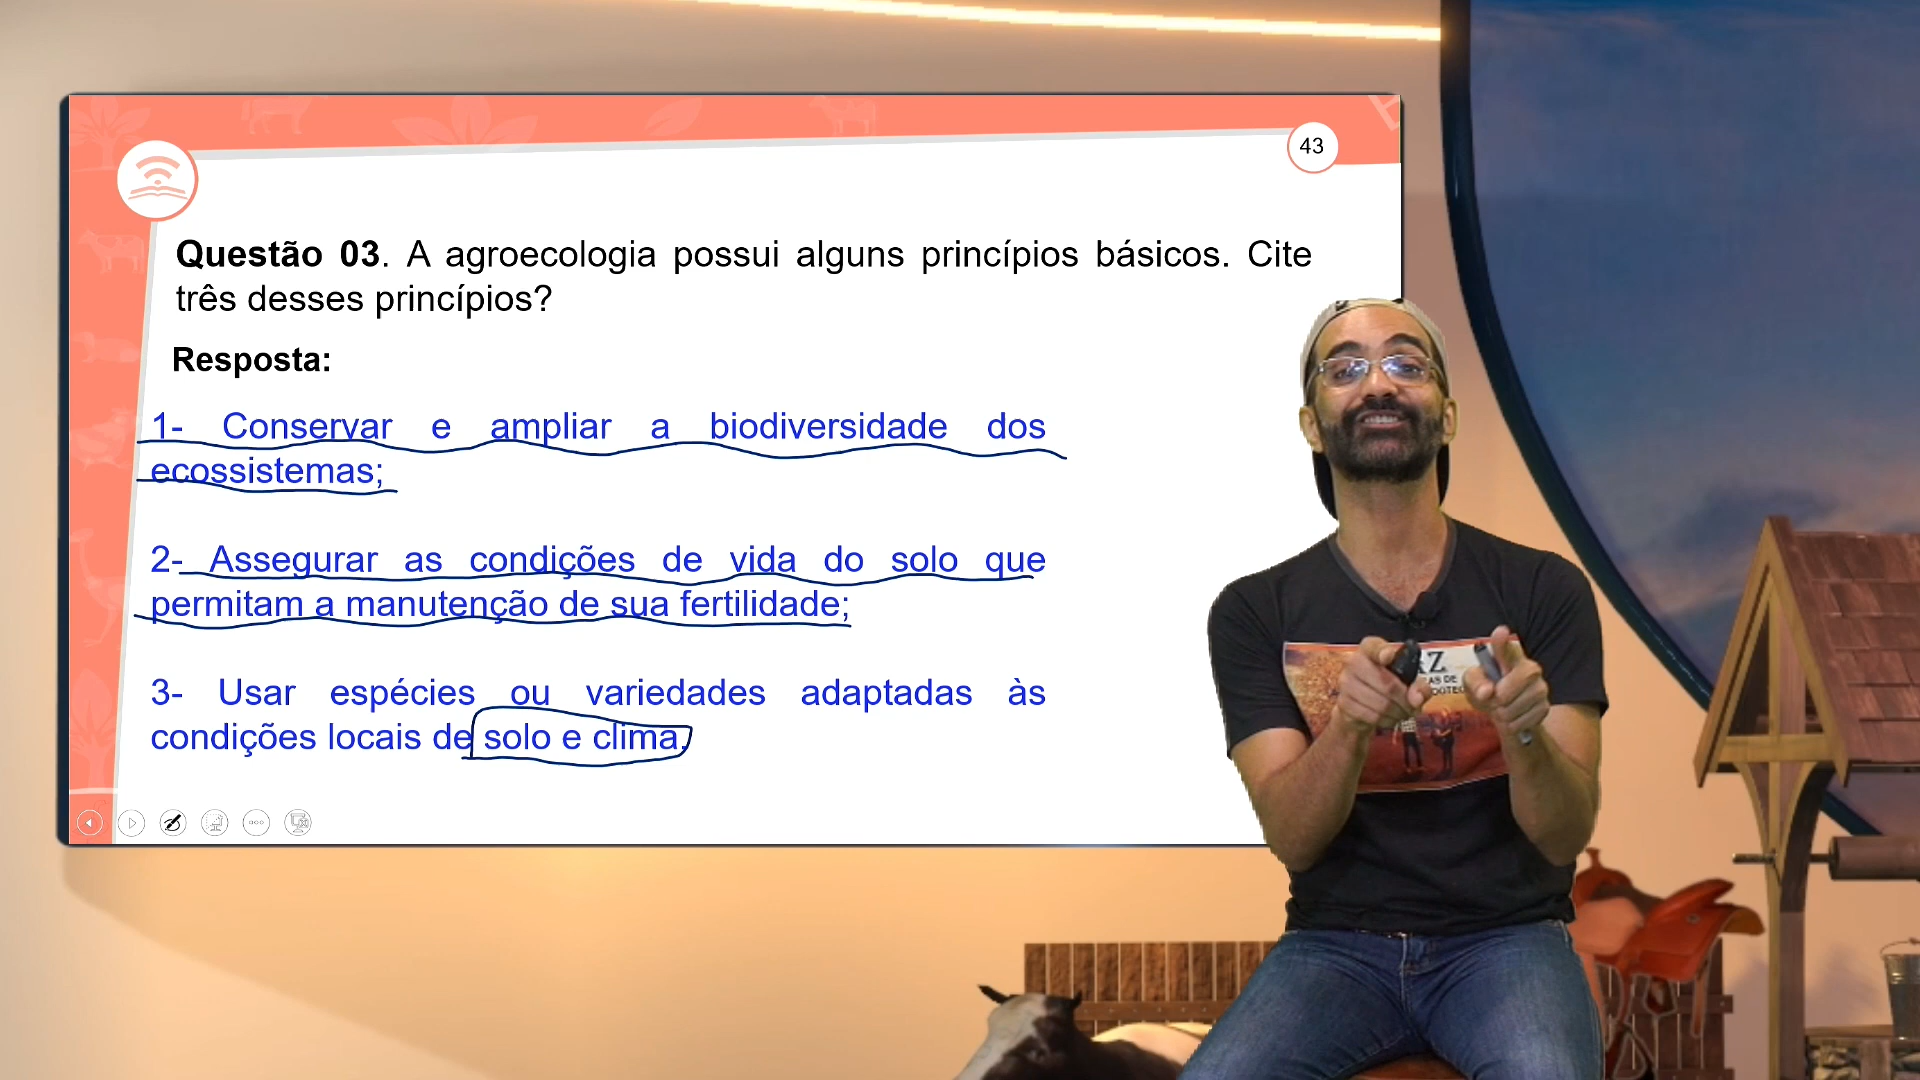 43
Questão 03. A agroecologia possui alguns princípios básicos. Cite
três desses princípios?
Resposta:
1- Conservar e ampliar a biodiversidade dos
ecossistemas;
2- Assegurar as condições de vida do solo que
permitam a manutenção de sua fertilidade;
3- Usar espécies ou variedades adaptadas às
condições locais de solo e clima.